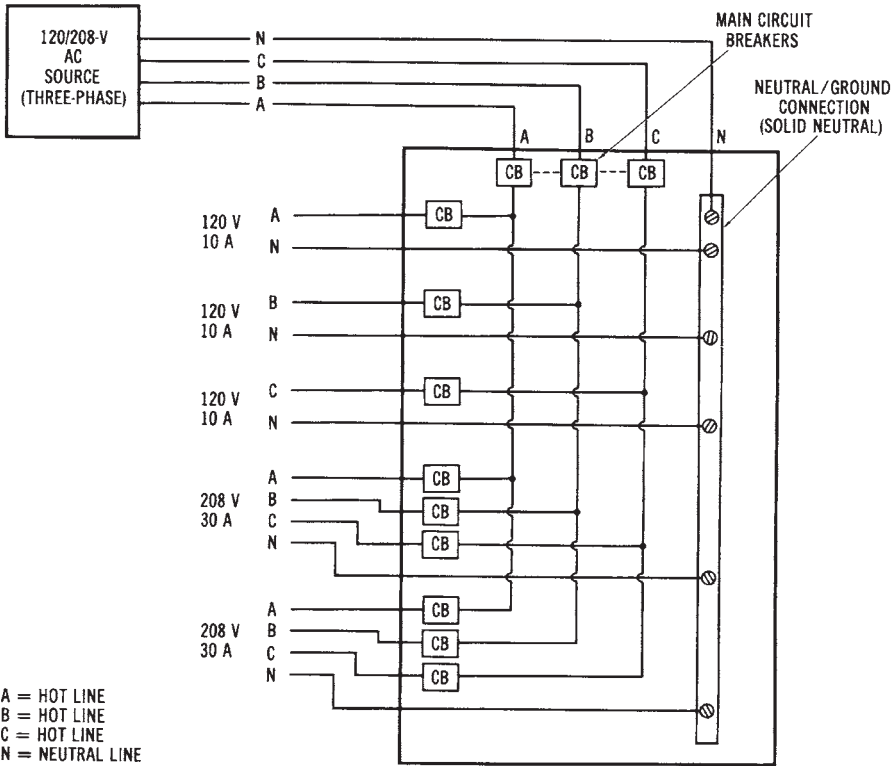 120/208-V
AC
SOURCE
(THREE-PHASE)
N
C
B
A
MAIN CIRCUIT
BREAKERS
NEUTRAL/GROUND
CONNECTION
(SOLID NEUTRAL)
A B C N
CB CB CB
120 V
10 A
A
N
CB
120 V
10 A
B
N
CB
120 V
10 A
C
N
CB
208 V
30 A
A
B
C
N
CB
CB
CB
208 V
30 A
A
B
C
N
CB
CB
CB
A = HOT LINE
B = HOT LINE
C = HOT LINE
N = NEUTRAL LINE